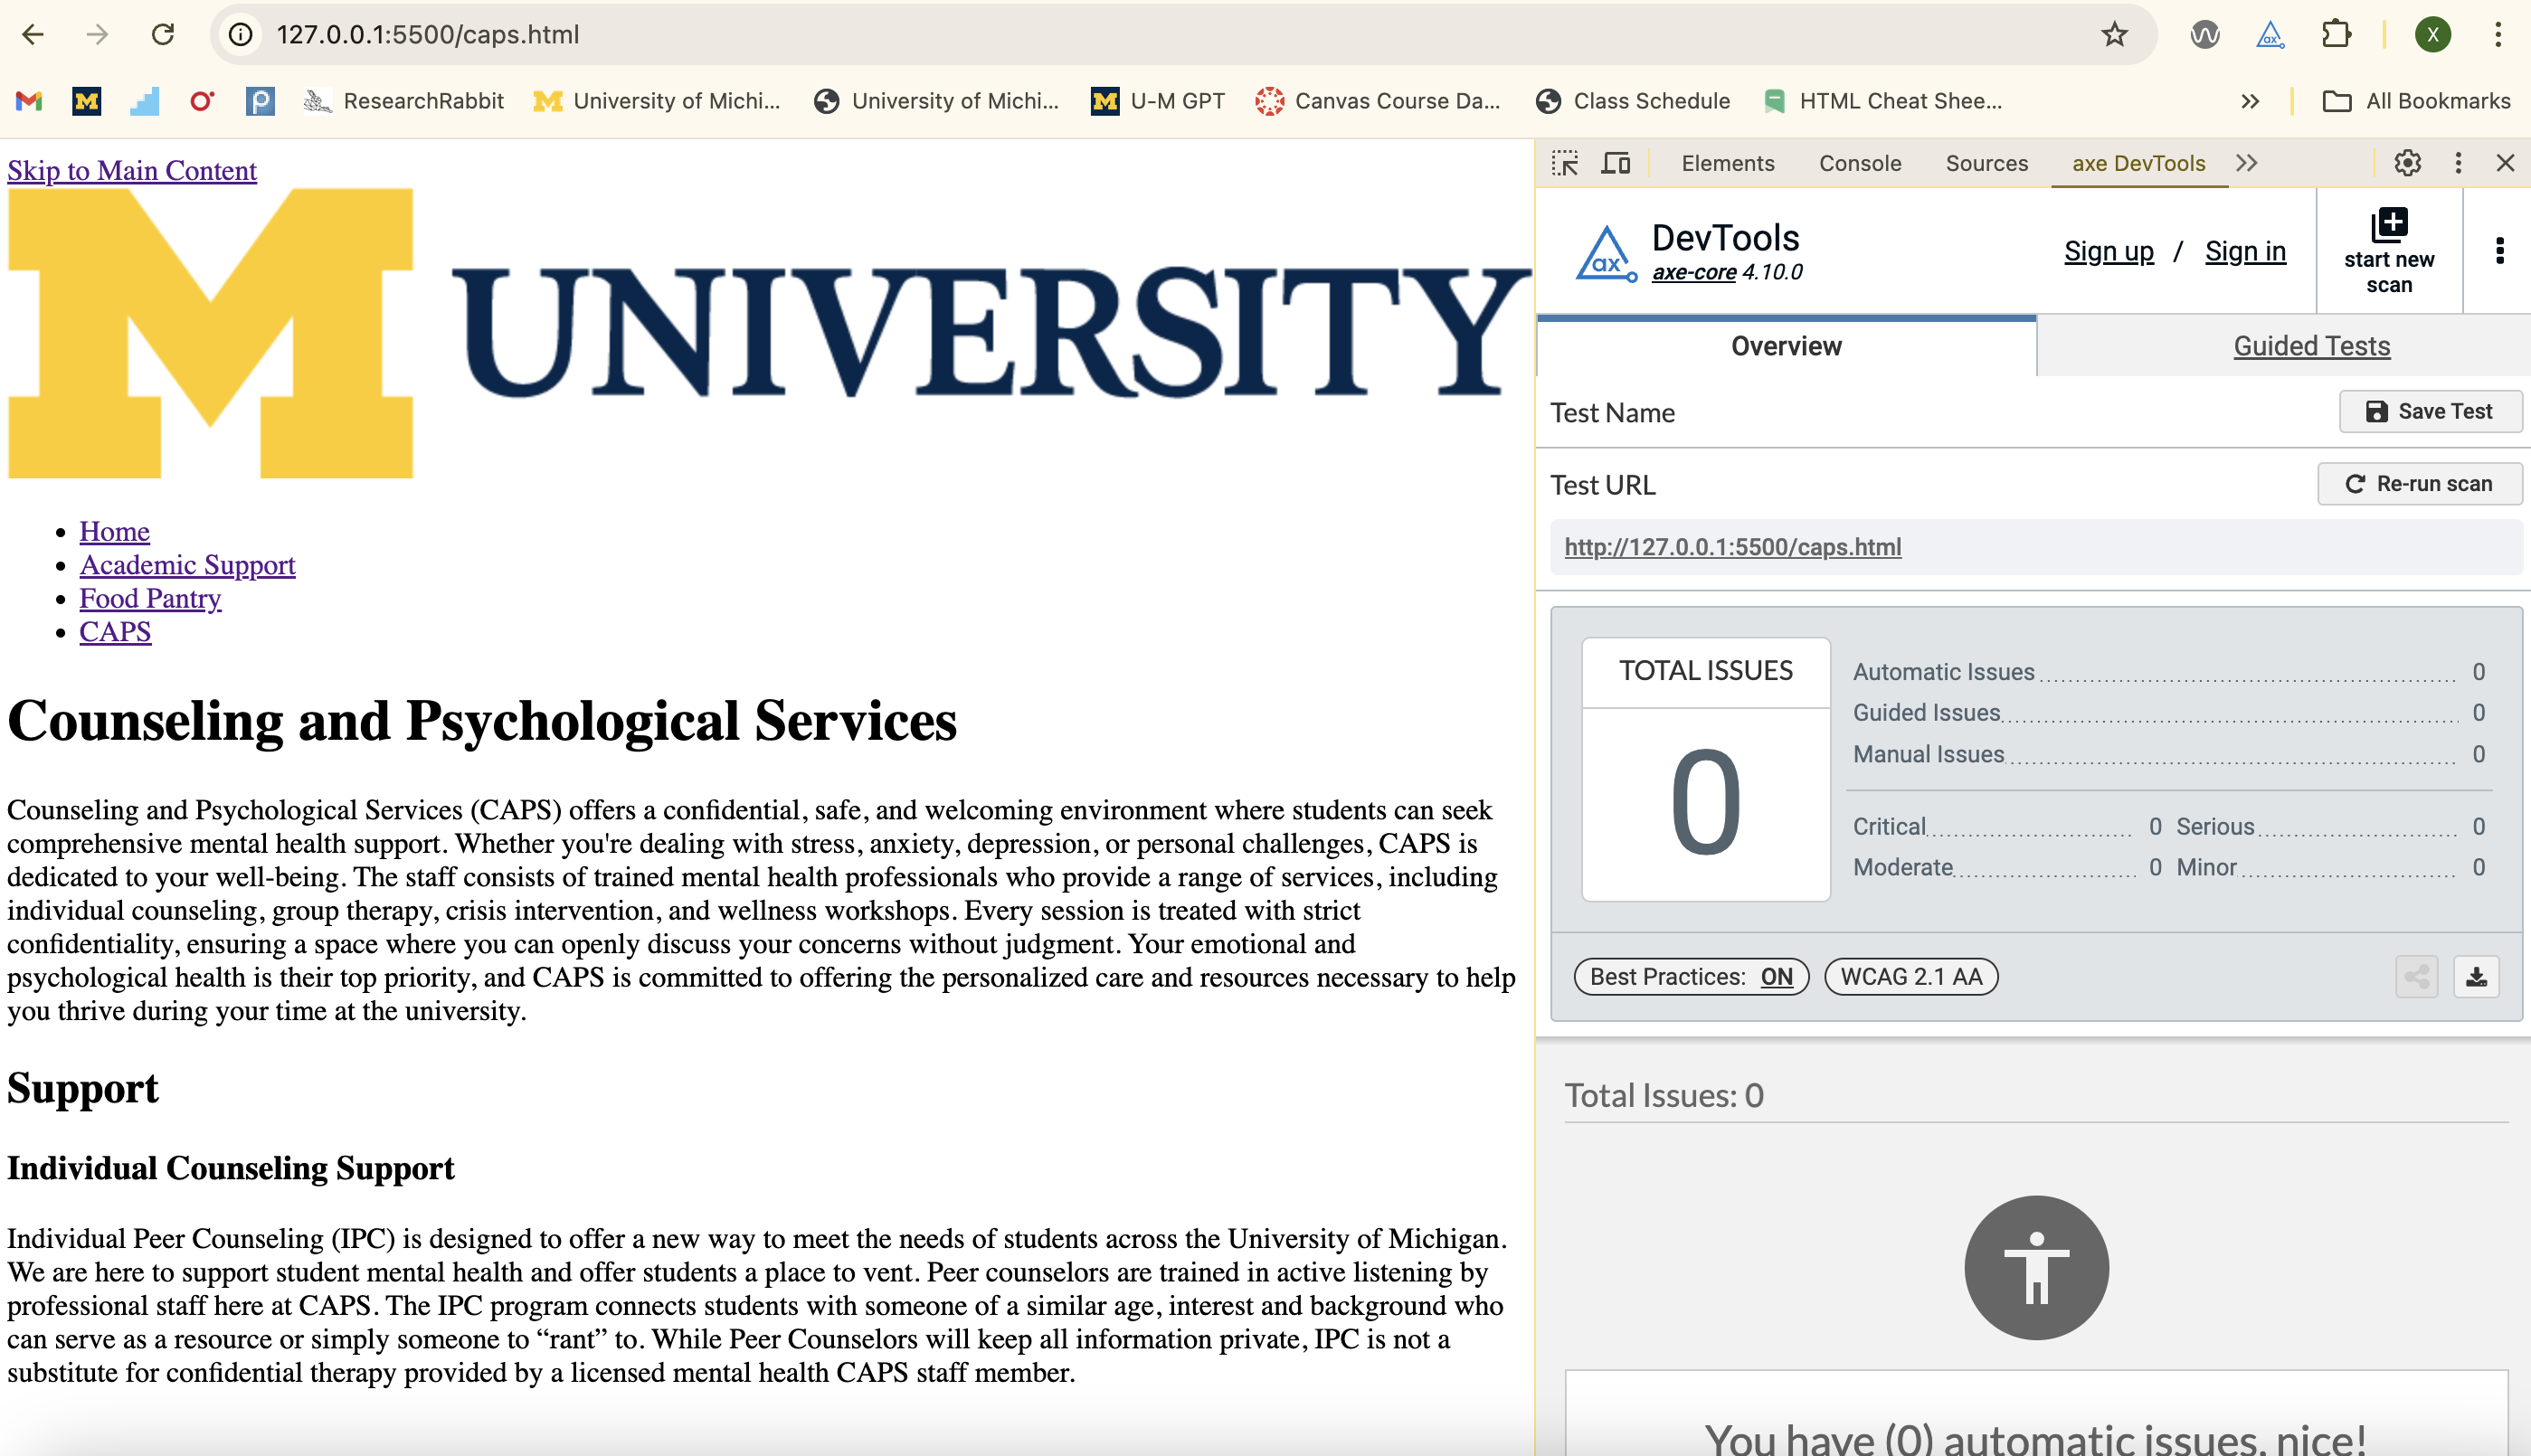 127.0.0.1:5500/caps.html
X
ResearchRabbit
University of Michi...
University of Michi...
U-M GPT
Canvas Course Da...
Class Schedule
HTML Cheat Shee...
All Bookmarks
Skip to Main Content
M UNIVERSITY
Home
Academic Support
Food Pantry
CAPS
Counseling and Psychological Services
Counseling and Psychological Services (CAPS) offers a confidential, safe, and welcoming environment where students can seek
comprehensive mental health support. Whether you're dealing with stress, anxiety, depression, or personal challenges, CAPS is
dedicated to your well-being. The staff consists of trained mental health professionals who provide a range of services, including
individual counseling, group therapy, crisis intervention, and wellness workshops. Every session is treated with strict
confidentiality, ensuring a space where you can openly discuss your concerns without judgment. Your emotional and
psychological health is their top priority, and CAPS is committed to offering the personalized care and resources necessary to help
you thrive during your time at the university.
Support
Individual Counseling Support
Individual Peer Counseling (IPC) is designed to offer a new way to meet the needs of students across the University of Michigan.
We are here to support student mental health and offer students a place to vent. Peer counselors are trained in active listening by
professional staff here at CAPS. The IPC program connects students with someone of a similar age, interest and background who
can serve as a resource or simply someone to “rant” to. While Peer Counselors will keep all information private, IPC is not a
substitute for confidential therapy provided by a licensed mental health CAPS staff member.
Elements
Console
Sources
axe DevTools
ax
DevTools
axe-core 4.10.0
Sign up / Sign in
start new
scan
Overview
Guided Tests
Test Name
Save Test
Test URL
Re-run scan
http://127.0.0.1:5500/caps.html
TOTAL ISSUES
0
Automatic Issues 0
Guided Issues 0
Manual Issues 0
Critical 0 Serious 0
Moderate 0 Minor 0
Best Practices: ON
WCAG 2.1 AA
Total Issues: 0
You have (0) automatic issues, nice!